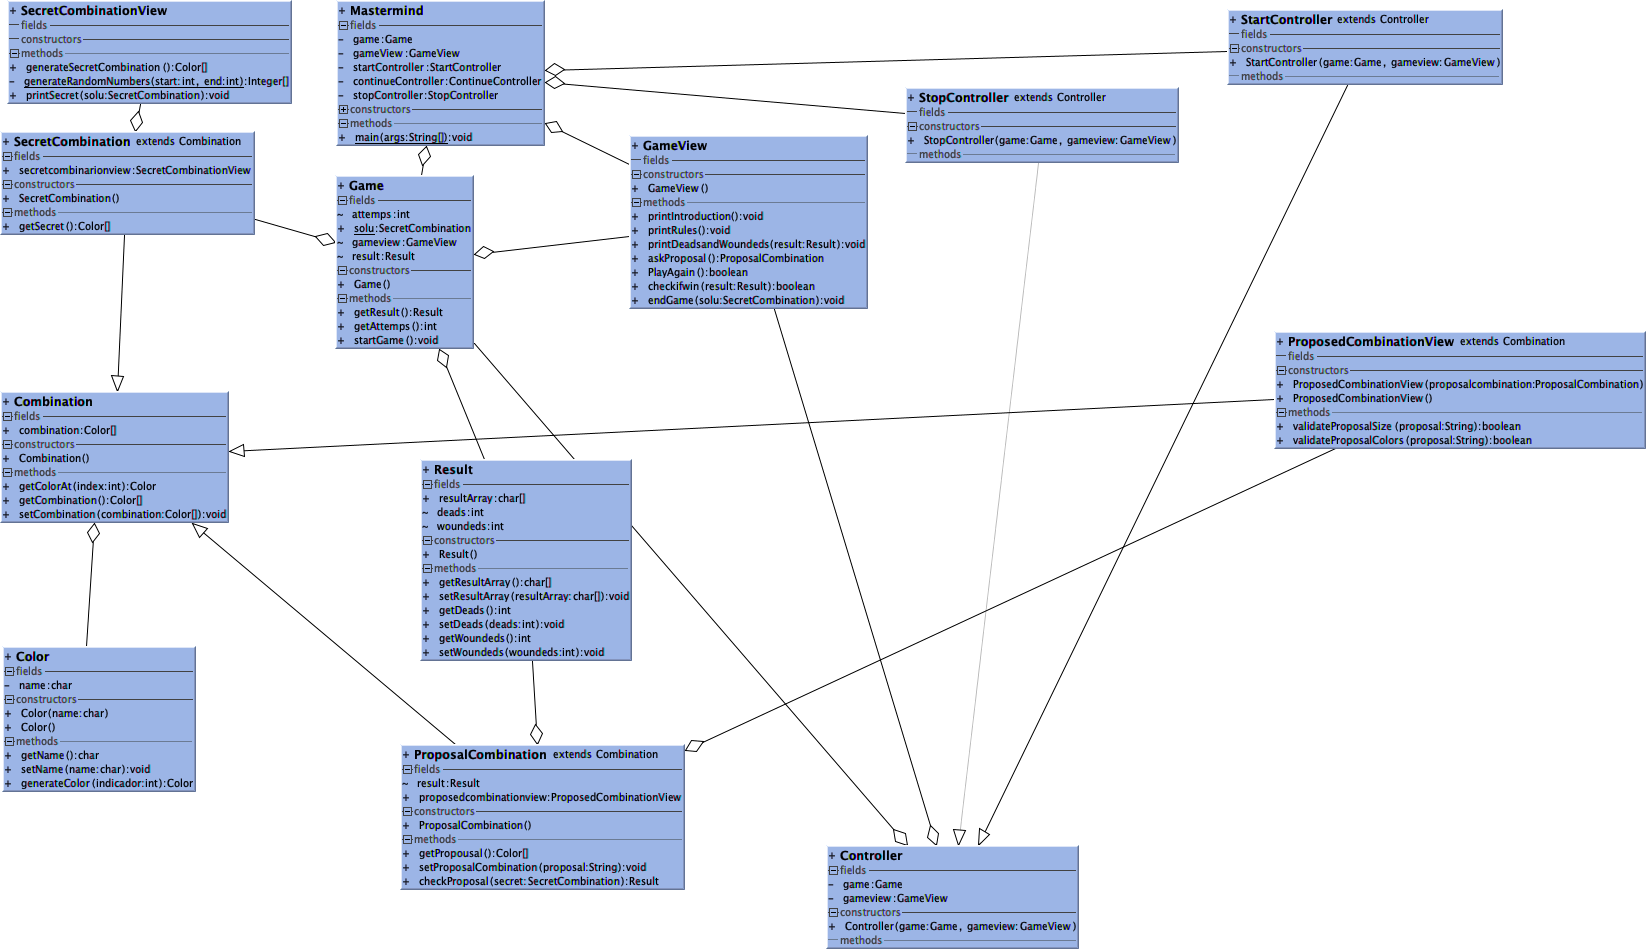 + SecretCombinationView
fields
constructors
methods
+ generateSecretCombination():Color[]
- generateRandomNumbers(start:int, end:int):Integer[]
+ printSecret(solu:SecretCombination):void
+ Mastermind
fields
- game:Game
- gameView:GameView
- startController:StartController
- continueController:ContinueController
- stopController:StopController
constructors
methods
+ main(args:String[]):void
+ StartController extends Controller
fields
constructors
+ StartController(game:Game, gameview:GameView)
methods
+ StopController extends Controller
fields
constructors
+ StopController(game:Game, gameview:GameView)
methods
+ SecretCombination extends Combination
fields
+ secretcombinarionview:SecretCombinationView
constructors
+ SecretCombination()
methods
+ getSecret():Color[]
+ GameView
fields
constructors
+ GameView()
methods
+ printIntroduction():void
+ printRules():void
+ printDeadsandWoundeds(result:Result):void
+ askProposal():ProposalCombination
+ PlayAgain():boolean
+ checkifwin(result:Result):boolean
+ endGame(solu:SecretCombination):void
+ Game
fields
~ attemps:int
+ solu:SecretCombination
~ gameview:GameView
~ result:Result
constructors
+ Game()
methods
+ getResult():Result
+ getAttemps():int
+ startGame():void
+ ProposedCombinationView extends Combination
fields
constructors
+ ProposedCombinationView(proposalcombination:ProposalCombination)
+ ProposedCombinationView()
methods
+ validateProposalSize(proposal:String):boolean
+ validateProposalColors(proposal:String):boolean
+ Combination
fields
+ combination:Color[]
constructors
+ Combination()
methods
+ getColorAt(index:int):Color
+ getCombination():Color[]
+ setCombination(combination:Color[]):void
+ Result
fields
+ resultArray:char[]
~ deads:int
~ woundeds:int
constructors
+ Result()
methods
+ getResultArray():char[]
+ setResultArray(resultArray:char[]):void
+ getDeads():int
+ setDeads(deads:int):void
+ getWoundeds():int
+ setWoundeds(woundeds:int):void
+ Color
fields
- name:char
constructors
+ Color(name:char)
+ Color()
methods
+ getName():char
+ setName(name:char):void
+ generateColor(indicador:int):Color
+ ProposalCombination extends Combination
fields
~ result:Result
+ proposedcombinationview:ProposedCombinationView
constructors
+ ProposalCombination()
methods
+ getPropousal():Color[]
+ setProposalCombination(proposal:String):void
+ checkProposal(secret:SecretCombination):Result
+ Controller
fields
- game:Game
- gameview:GameView
constructors
+ Controller(game:Game, gameview:GameView)
methods